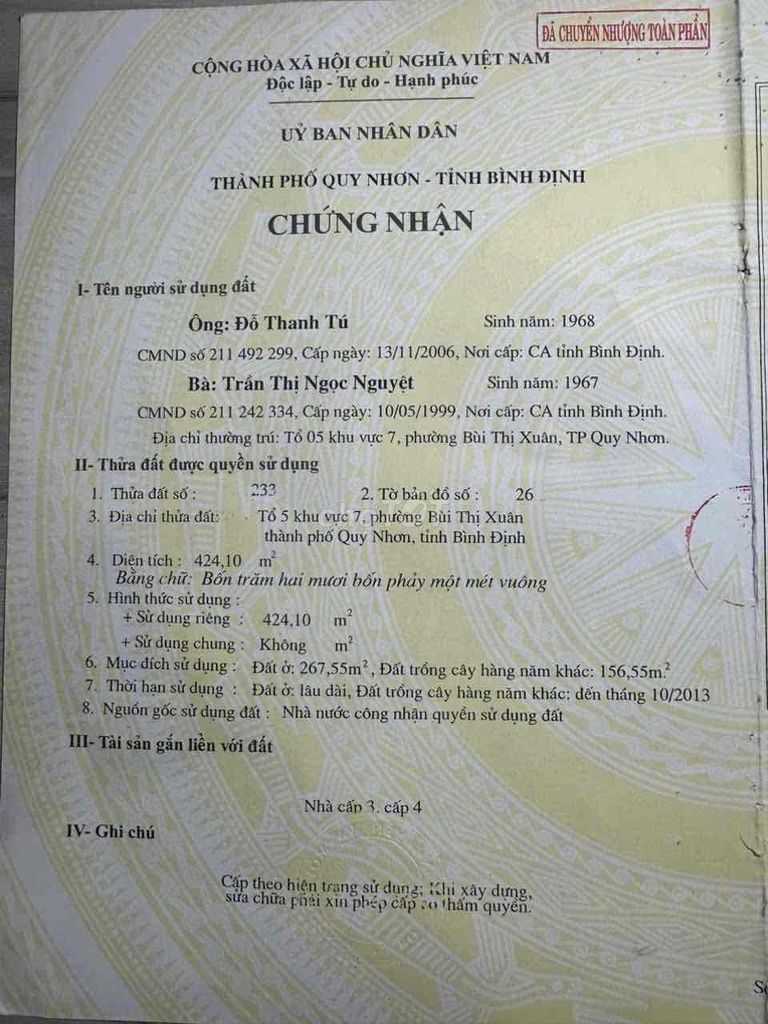 ĐÃ CHUYỂN NHƯỢNG TOÀN PHẦN
CỘNG HÒA XÃ HỘI CHỦ NGHĨA VIỆT NAM
Độc lập - Tự do - Hạnh phúc
UỶ BAN NHÂN DÂN
THÀNH PHỐ QUY NHƠN - TỈNH BÌNH ĐỊNH
CHỨNG NHẬN
I- Tên người sử dụng đất
Ông: Đỗ Thanh Tú Sinh năm: 1968
CMND số 211 492 299, Cấp ngày: 13/11/2006, Nơi cấp: CA tỉnh Bình Định.
Bà: Trần Thị Ngọc Nguyệt Sinh năm: 1967
CMND số 211 242 334, Cấp ngày: 10/05/1999, Nơi cấp: CA tỉnh Bình Định.
Địa chỉ thường trú: Tổ 05 khu vực 7, phường Bùi Thị Xuân, TP Quy Nhơn.
II- Thửa đất được quyền sử dụng
1. Thửa đất số : 233 2. Tờ bản đồ số : 26
3. Địa chỉ thửa đất: Tổ 5 khu vực 7, phường Bùi Thị Xuân
thành phố Quy Nhơn, tỉnh Bình Định
4. Diện tích : 424,10 m²
Bằng chữ: Bốn trăm hai mươi bốn phảy một mét vuông
5. Hình thức sử dụng :
+ Sử dụng riêng : 424,10 m²
+ Sử dụng chung : Không m²
6. Mục đích sử dụng : Đất ở: 267,55m², Đất trồng cây hàng năm khác: 156,55m.²
7. Thời hạn sử dụng : Đất ở: lâu dài, Đất trồng cây hàng năm khác: đến tháng 10/2013
8. Nguồn gốc sử dụng đất : Nhà nước công nhận quyền sử dụng đất
III- Tài sản gắn liền với đất
Nhà cấp 3, cấp 4
IV- Ghi chú
Cấp theo hiện trạng sử dụng; Khi xây dựng,
sửa chữa phải xin phép cấp có thẩm quyền.